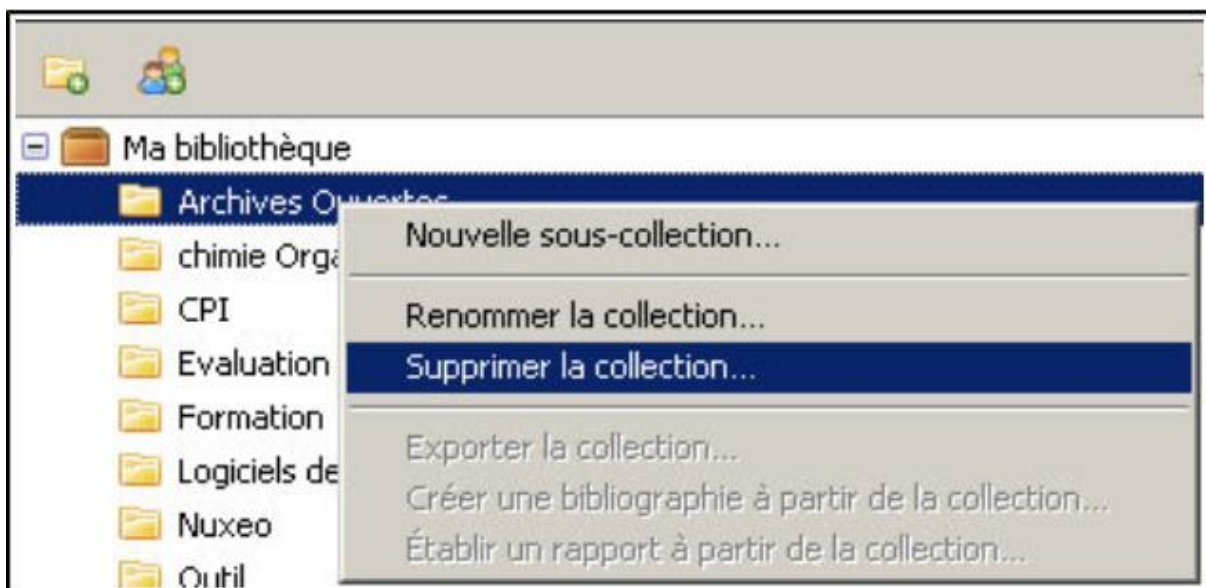 Ma bibliothèque
Archives Ouvertes
Nouvelle sous-collection...
chimie Orga
CPI
Renommer la collection...
Evaluation
Supprimer la collection...
Formation
Exporter la collection...
Logiciels de
Créer une bibliographie à partir de la collection...
Nuxeo
Établir un rapport à partir de la collection...
Outil